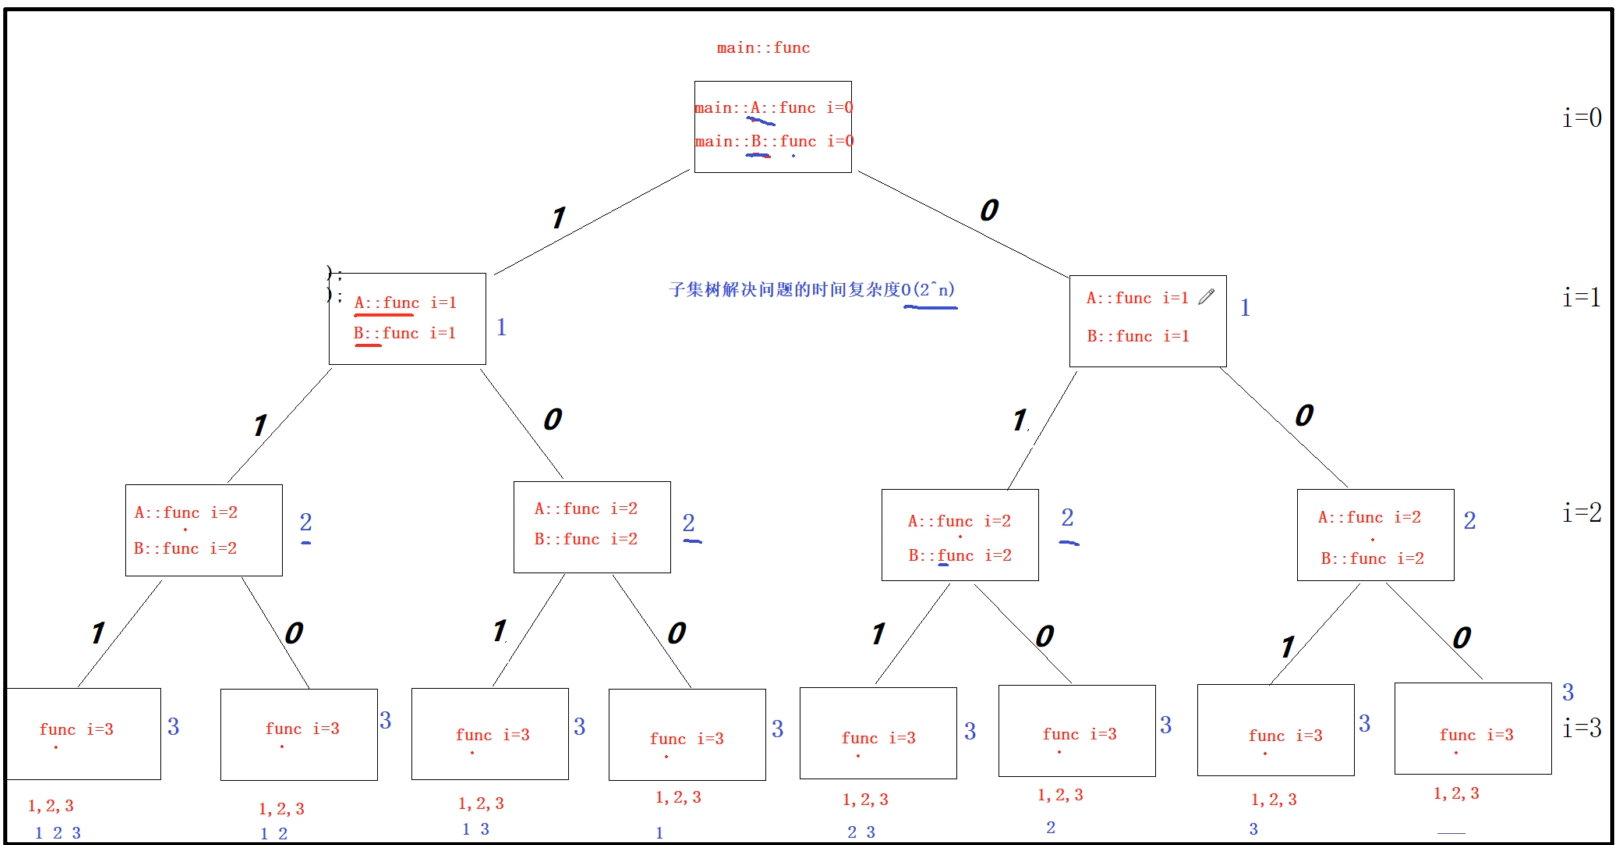 main::func
main::A::func i=0
main::B::func i=0
i=0
1
0
);
);
A::func i=1
B::func i=1
1
子集树解决问题的时间复杂度O(2^n)
A::func i=1
B::func i=1
1
i=1
1
0
1
0
A::func i=2
B::func i=2
2
A::func i=2
B::func i=2
2
A::func i=2
B::func i=2
2
A::func i=2
B::func i=2
2
i=2
1
0
1
0
1
0
1
0
func i=3
3
func i=3
3
func i=3
3
func i=3
3
func i=3
3
func i=3
3
func i=3
3
func i=3
3
i=3
1,2,3
1,2,3
1,2,3
1,2,3
1,2,3
1,2,3
1,2,3
1,2,3
1 2 3
1 2
1 3
1
2 3
2
3